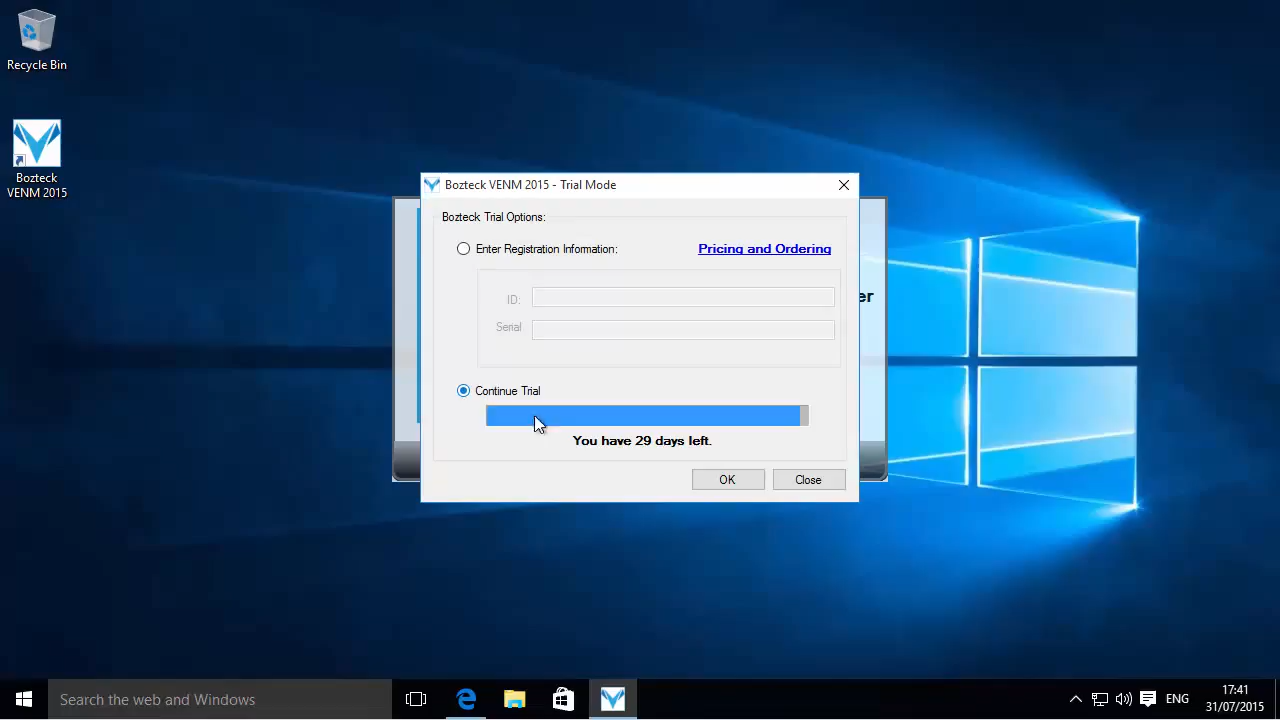 Recycle Bin
Bozteck
VENM 2015
Bozteck VENM 2015 - Trial Mode
Bozteck Trial Options:
Enter Registration Information:
Pricing and Ordering
ID:
Serial
er
Continue Trial
You have 29 days left.
OK
Close
Search the web and Windows
ENG
17:41
31/07/2015